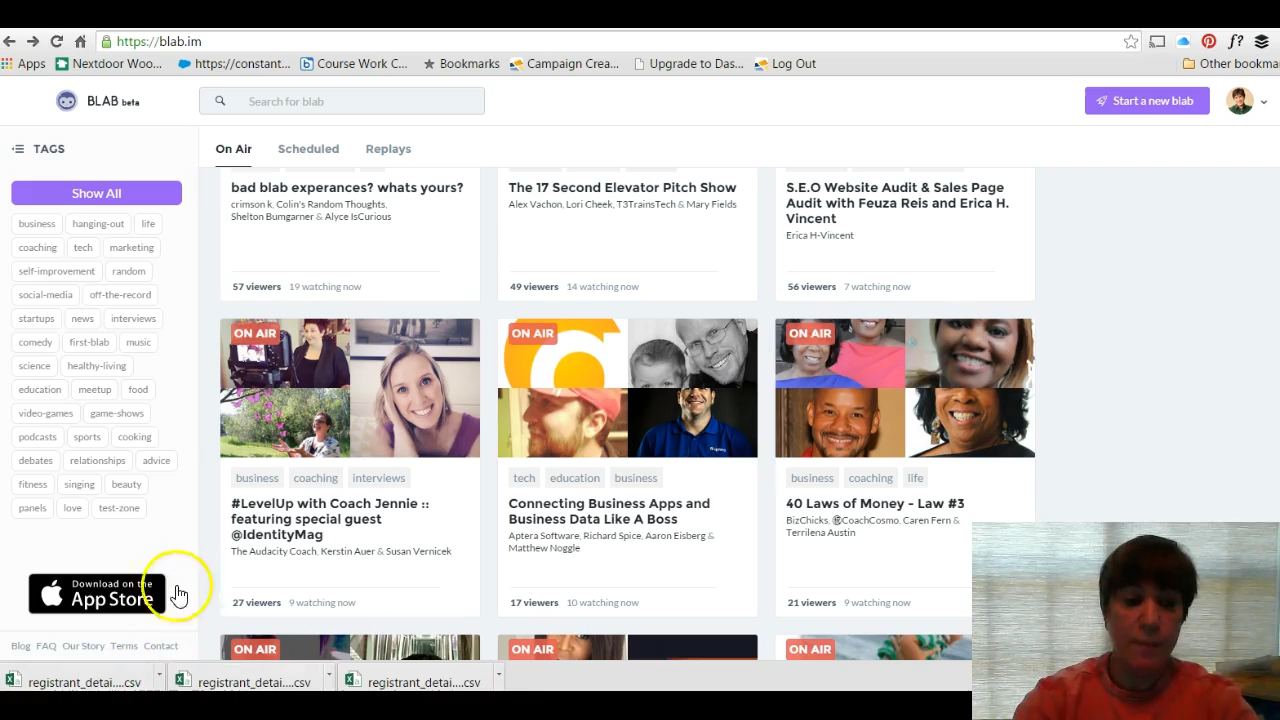 https://blab.im
f?
Apps
Nextdoor Woo...
https://constant...
Course Work C...
Bookmarks
Campaign Crea...
Upgrade to Das...
Log Out
Other bookma
BLAB beta
Search for blab
Start a new blab
TAGS
On Air
Scheduled
Replays
Show All
business
hanging-out
life
coaching
tech
marketing
self-improvement
random
social-media
off-the-record
startups
news
interviews
comedy
first-blab
music
science
healthy-living
education
meetup
food
video-games
game-shows
podcasts
sports
cooking
debates
relationships
advice
fitness
singing
beauty
panels
love
test-zone
Download on the
App Store
Blog
FAQ
Our Story
Terms
Contact
bad blab experances? whats yours?
crimson k, Colin's Random Thoughts,
Shelton Bumgarner & Alyce IsCurious
57 viewers
19 watching now
The 17 Second Elevator Pitch Show
Alex Vachon, Lori Cheek, T3TrainsTech & Mary Fields
49 viewers
14 watching now
S.E.O Website Audit & Sales Page
Audit with Feuza Reis and Erica H.
Vincent
Erica H-Vincent
56 viewers
7 watching now
ON AIR
business
coaching
interviews
#LevelUp with Coach Jennie ::
featuring special guest
@IdentityMag
The Audacity Coach, Kerstin Auer & Susan Vernicek
27 viewers
9 watching now
ON AIR
tech
education
business
Connecting Business Apps and
Business Data Like A Boss
Aptera Software, Richard Spice, Aaron Eisberg &
Matthew Noggle
17 viewers
10 watching now
ON AIR
business
coaching
life
40 Laws of Money - Law #3
BizChicks, CoachCosmo, Caren Fern &
Terrilena Austin
21 viewers
9 watching now
ON AIR
ON AIR
ON AIR
registrant_detai....csv
registrant_detai....csv
registrant_detai....csv